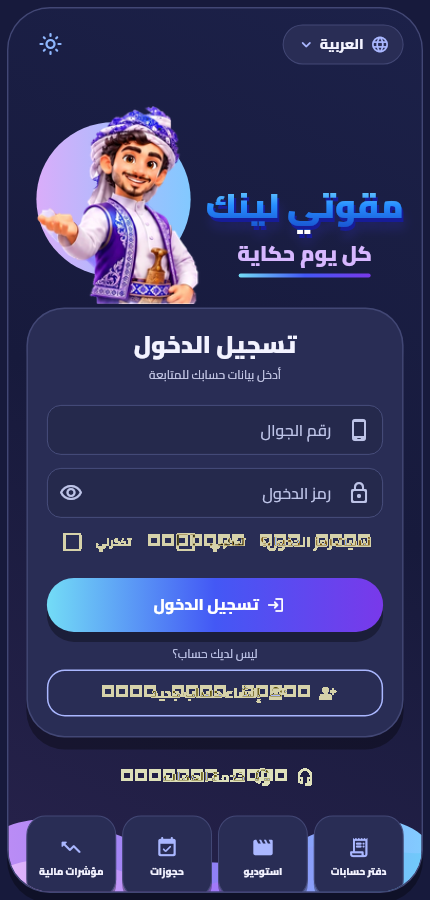 العربية
مقوتي لينك
كل يوم حكاية
تسجيل الدخول
أدخل بيانات حسابك للمتابعة
رقم الجوال
رمز الدخول
تسجيل الدخول
ليس لديك حساب؟
دفتر حسابات
استوديو
حجوزات
مؤشرات مالية